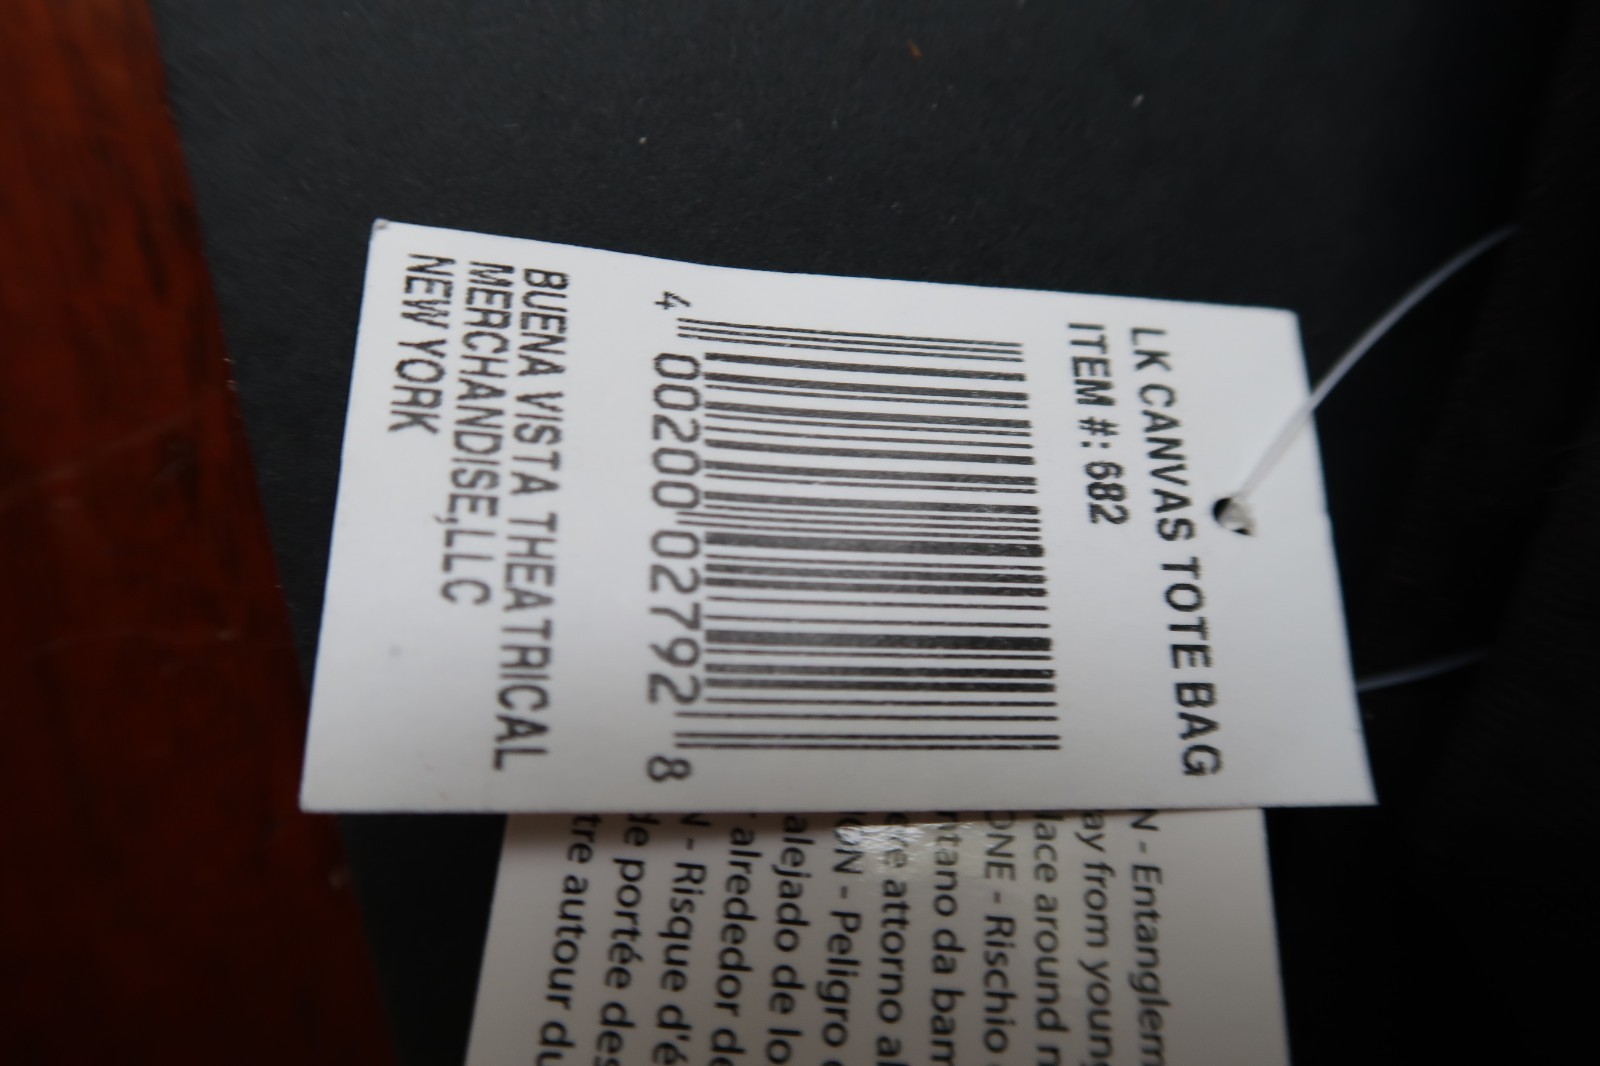 LK CANVAS TOTE BAG
ITEM #: 682
4 00200 02792 8
BUENA VISTA THEATRICAL
MERCHANDISE,LLC
NEW YORK
N - Entanglem
ay from young
lace around n
ONE - Rischio
ntano da bam
attorno al
IÓN - Peligro
alejado de lo
alrededor de
N - Risque d'é
de portée des
tre autour du